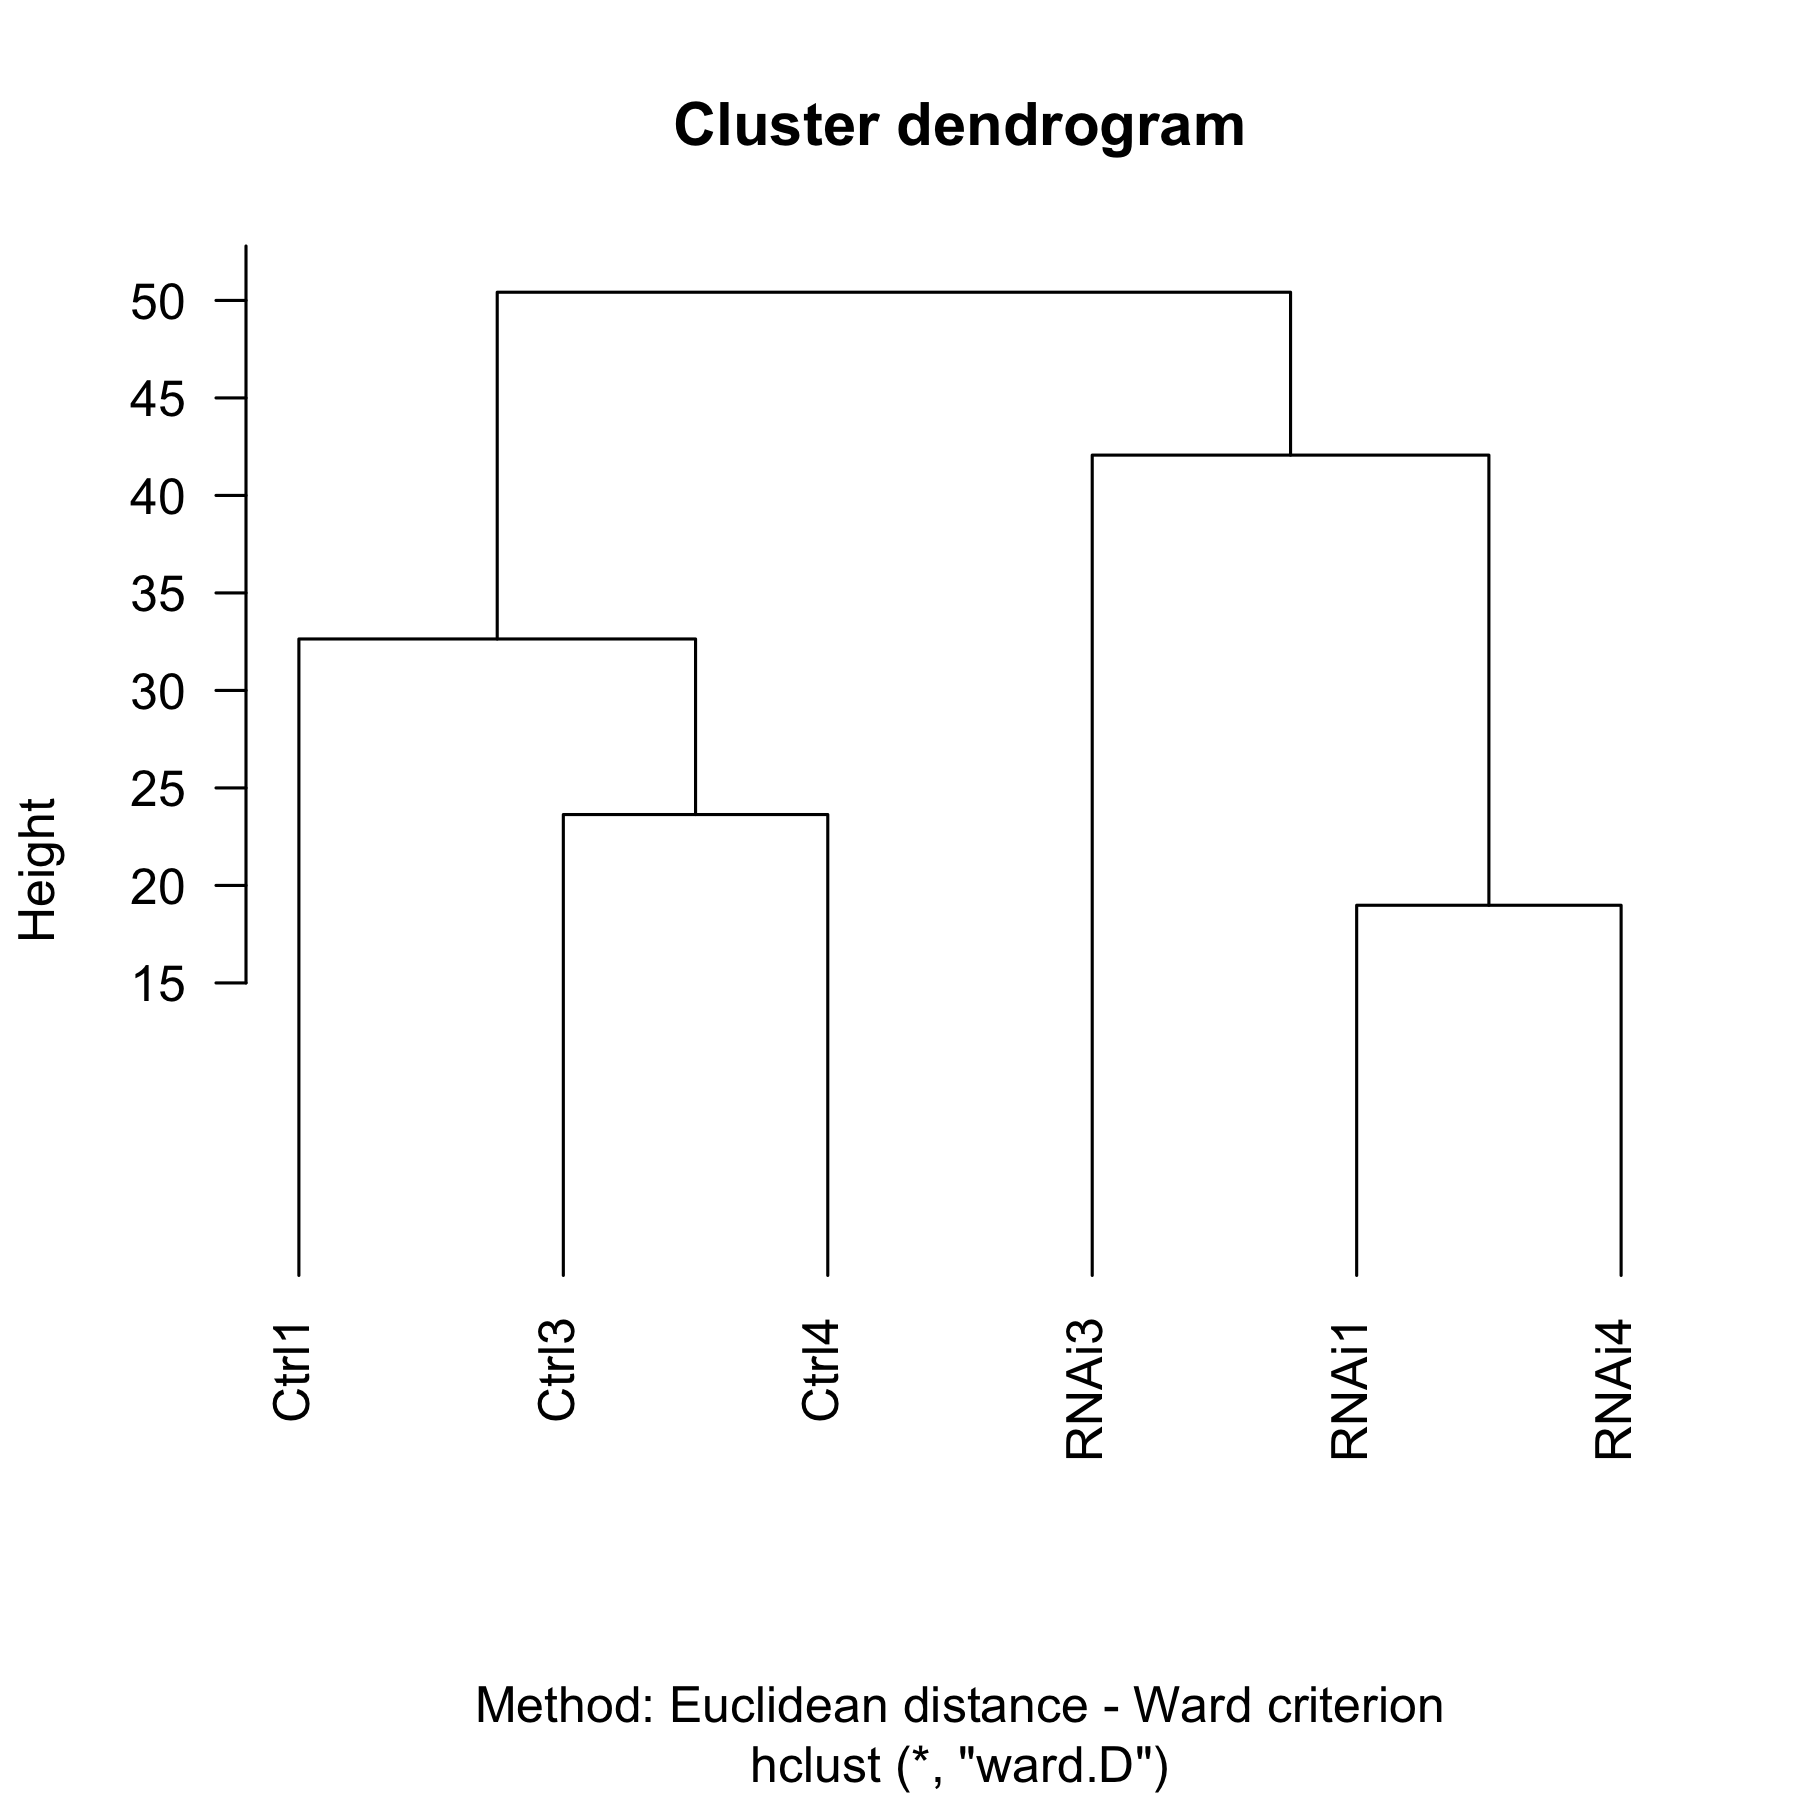 Cluster dendrogram
50
45
40
35
30
25
20
15
Height
Ctrl1
Ctrl3
Ctrl4
RNAi3
RNAi1
RNAi4
Method: Euclidean distance - Ward criterion
hclust (*, "ward.D")